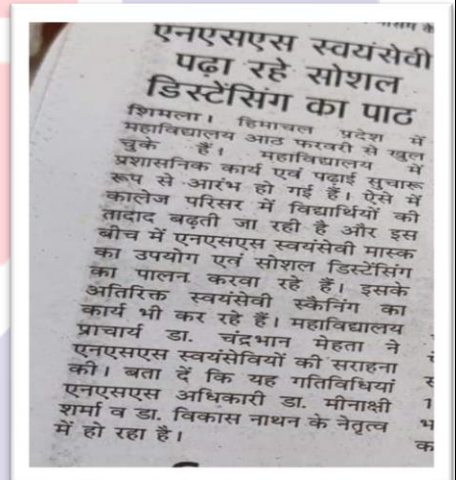 एनएसएस स्वयंसेवी
पढ़ा रहे सोशल
डिस्टेंसिंग का पाठ
शिमला। हिमाचल प्रदेश में
महाविद्यालय आठ फरवरी से खुल
चुके हैं। महाविद्यालय में
प्रशासनिक कार्य एवं पढ़ाई सुचारू
रूप से आरंभ हो गई हैं। ऐसे में
कालेज परिसर में विद्यार्थियों की
तादाद बढ़ती जा रही है और इस
बीच में एनएसएस स्वयंसेवी मास्क
का उपयोग एवं सोशल डिस्टेंसिंग
का पालन करवा रहे हैं। इसके
अतिरिक्त स्वयंसेवी स्कैनिंग का
कार्य भी कर रहे हैं। महाविद्यालय
प्राचार्य डा. चंद्रभान मेहता ने
एनएसएस स्वयंसेवियों की सराहना
की। बता दें कि यह गतिविधियां
एनएसएस अधिकारी डा. मीनाक्षी
शर्मा व डा. विकास नाथन के नेतृत्व
में हो रहा है।